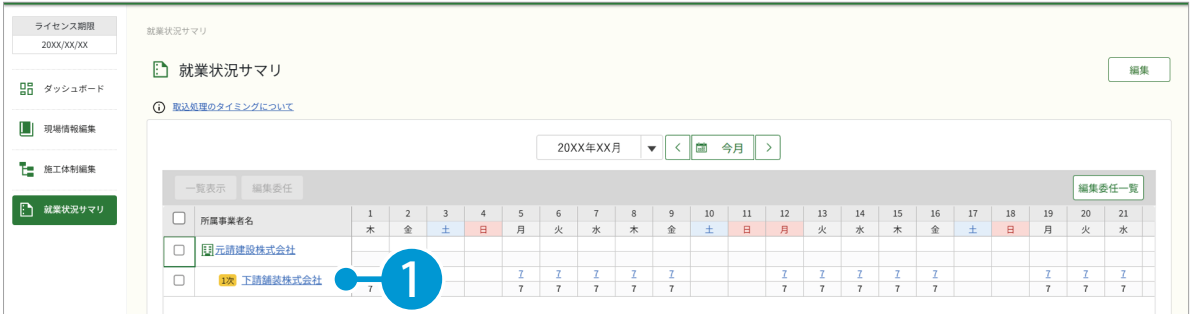 ライセンス期限
20XX/XX/XX
ダッシュボード
現場情報編集
施工体制編集
就業状況サマリ
就業状況サマリ
就業状況サマリ
編集
取込処理のタイミングについて
20XX年XX月
今月
一覧表示 編集委任 編集委任一覧
所属事業者名 1 2 3 4 5 6 7 8 9 10 11 12 13 14 15 16 17 18 19 20 21
木 金 土 日 月 火 水 木 金 土 日 月 火 水 木 金 土 日 月 火 水
元請建設株式会社
1次 下請舗装株式会社 7 7 7 7 7 7 7 7 7 7 7 7 7
7 7 7 7 7 7 7 7 7 7 7 7 7 7
1